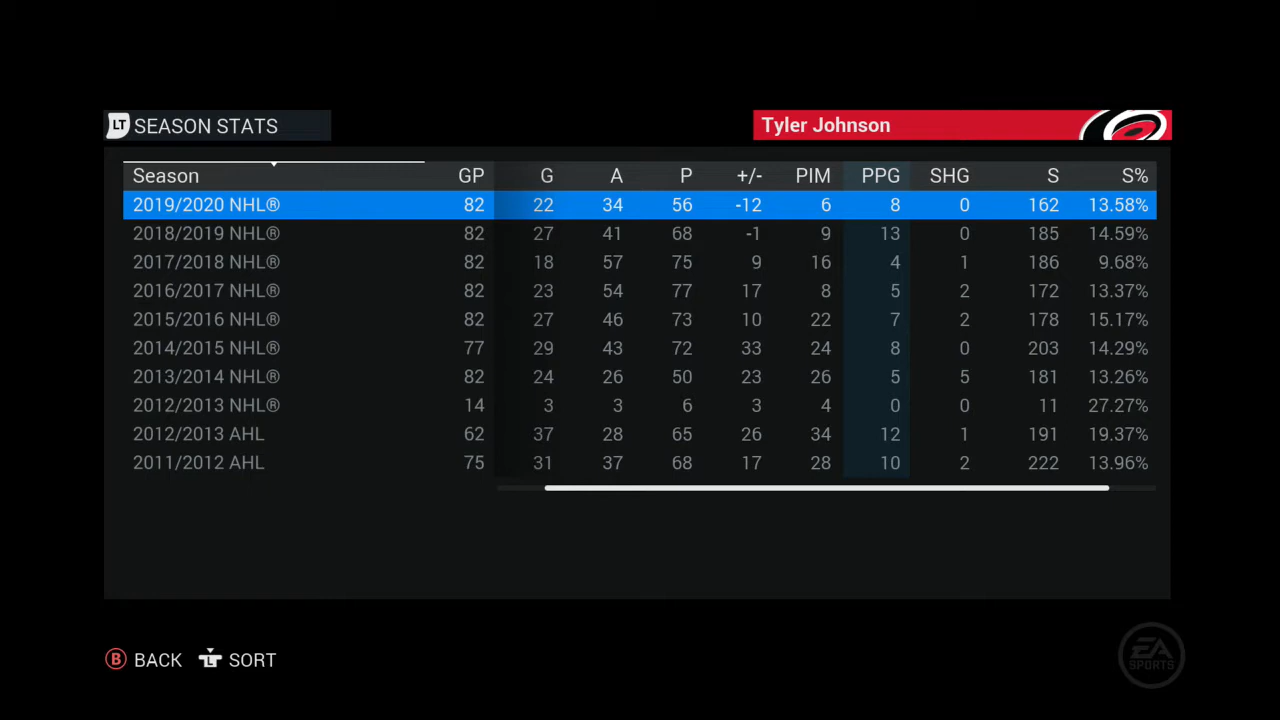 LT SEASON STATS Tyler Johnson
Season GP G A P +/- PIM PPG SHG S S%
2019/2020 NHL® 82 22 34 56 -12 6 8 0 162 13.58%
2018/2019 NHL® 82 27 41 68 -1 9 13 0 185 14.59%
2017/2018 NHL® 82 18 57 75 9 16 4 1 186 9.68%
2016/2017 NHL® 82 23 54 77 17 8 5 2 172 13.37%
2015/2016 NHL® 82 27 46 73 10 22 7 2 178 15.17%
2014/2015 NHL® 77 29 43 72 33 24 8 0 203 14.29%
2013/2014 NHL® 82 24 26 50 23 26 5 5 181 13.26%
2012/2013 NHL® 14 3 3 6 3 4 0 0 11 27.27%
2012/2013 AHL 62 37 28 65 26 34 12 1 191 19.37%
2011/2012 AHL 75 31 37 68 17 28 10 2 222 13.96%
B BACK L SORT
EA
SPORTS